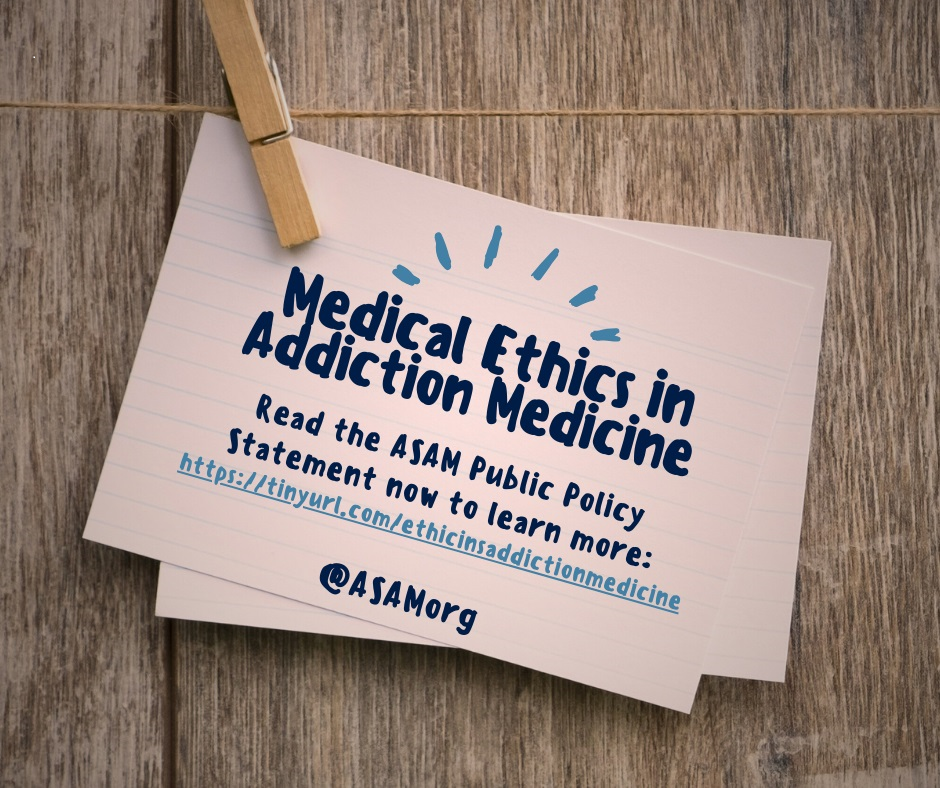 Medical Ethics in
Addiction Medicine
Read the ASAM Public Policy
Statement now to learn more:
https://tinyurl.com/ethicinsaddictionmedicine
@ASAMorg